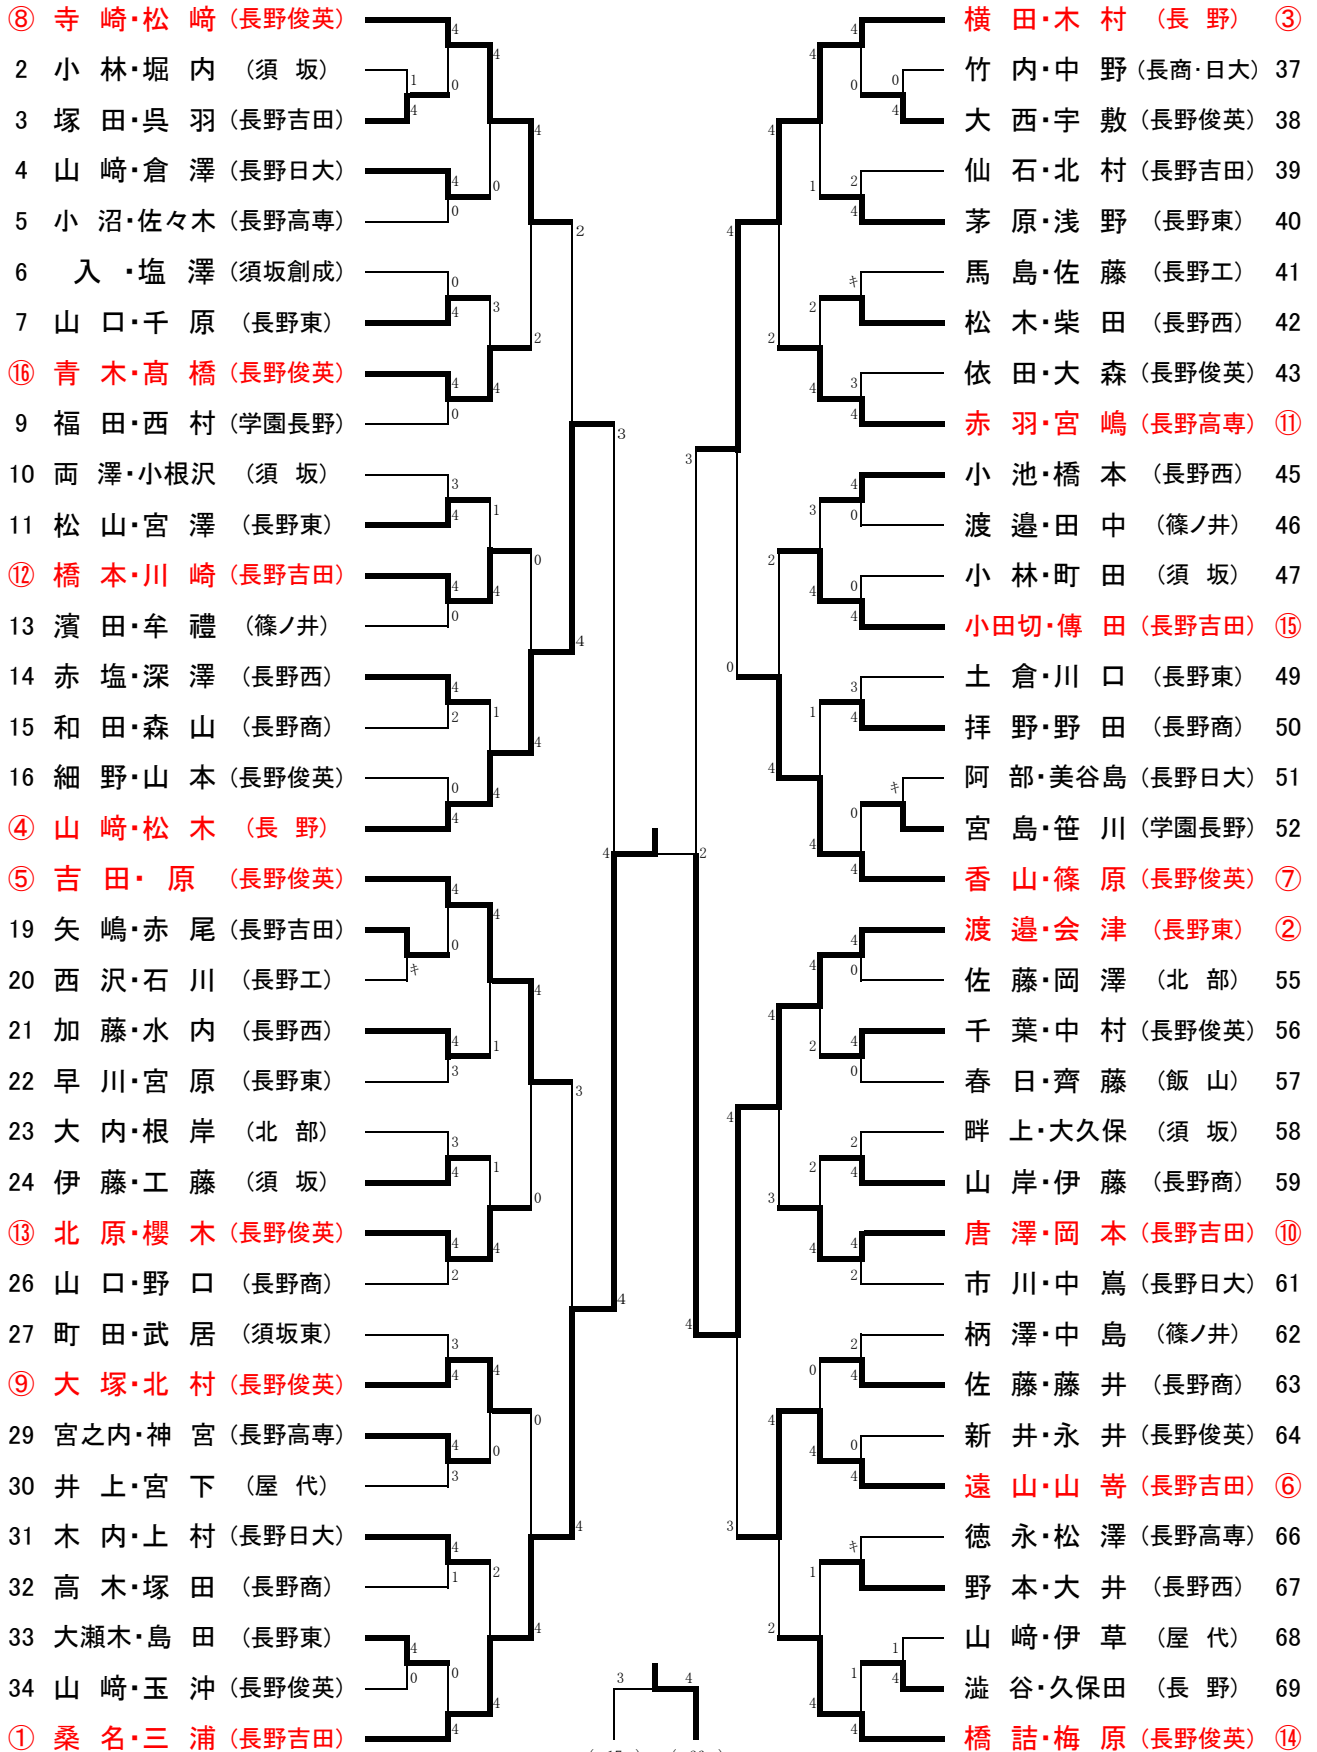 ⑧ 寺 崎・松 﨑 (長野俊英)
2 小 林・堀 内 (須 坂)
3 塚 田・呉 羽 (長野吉田)
4 山 﨑・倉 澤 (長野日大)
5 小 沼・佐々木 (長野高専)
6 入 ・塩 澤 (須坂創成)
7 山 口・千 原 (長野東)
⑯ 青 木・髙 橋 (長野俊英)
9 福 田・西 村 (学園長野)
10 両 澤・小根沢 (須 坂)
11 松 山・宮 澤 (長野東)
⑫ 橋 本・川 崎 (長野吉田)
13 濱 田・牟 禮 (篠ノ井)
14 赤 塩・深 澤 (長野西)
15 和 田・森 山 (長野商)
16 細 野・山 本 (長野俊英)
④ 山 﨑・松 木 (長 野)
⑤ 吉 田・ 原 (長野俊英)
19 矢 嶋・赤 尾 (長野吉田)
20 西 沢・石 川 (長野工)
21 加 藤・水 内 (長野西)
22 早 川・宮 原 (長野東)
23 大 内・根 岸 (北 部)
24 伊 藤・工 藤 (須 坂)
⑬ 北 原・櫻 木 (長野俊英)
26 山 口・野 口 (長野商)
27 町 田・武 居 (須坂東)
⑨ 大 塚・北 村 (長野俊英)
29 宮之内・神 宮 (長野高専)
30 井 上・宮 下 (屋 代)
31 木 内・上 村 (長野日大)
32 高 木・塚 田 (長野商)
33 大瀬木・島 田 (長野東)
34 山 﨑・玉 沖 (長野俊英)
① 桑 名・三 浦 (長野吉田)
横 田・木 村 (長 野) ③
竹 内・中 野 (長商・日大) 37
大 西・宇 敷 (長野俊英) 38
仙 石・北 村 (長野吉田) 39
茅 原・浅 野 (長野東) 40
馬 島・佐 藤 (長野工) 41
松 木・柴 田 (長野西) 42
依 田・大 森 (長野俊英) 43
赤 羽・宮 嶋 (長野高専) ⑪
小 池・橋 本 (長野西) 45
渡 邉・田 中 (篠ノ井) 46
小 林・町 田 (須 坂) 47
小田切・傳 田 (長野吉田) ⑮
土 倉・川 口 (長野東) 49
拝 野・野 田 (長野商) 50
阿 部・美谷島 (長野日大) 51
宮 島・笹 川 (学園長野) 52
香 山・篠 原 (長野俊英) ⑦
渡 邉・会 津 (長野東) ②
佐 藤・岡 澤 (北 部) 55
千 葉・中 村 (長野俊英) 56
春 日・齊 藤 (飯 山) 57
畔 上・大久保 (須 坂) 58
山 岸・伊 藤 (長野商) 59
唐 澤・岡 本 (長野吉田) ⑩
市 川・中 嶌 (長野日大) 61
柄 澤・中 島 (篠ノ井) 62
佐 藤・藤 井 (長野商) 63
新 井・永 井 (長野俊英) 64
遠 山・山 嵜 (長野吉田) ⑥
徳 永・松 澤 (長野高専) 66
野 本・大 井 (長野西) 67
山 﨑・伊 草 (屋 代) 68
澁 谷・久保田 (長 野) 69
橋 詰・梅 原 (長野俊英) ⑭
3 4